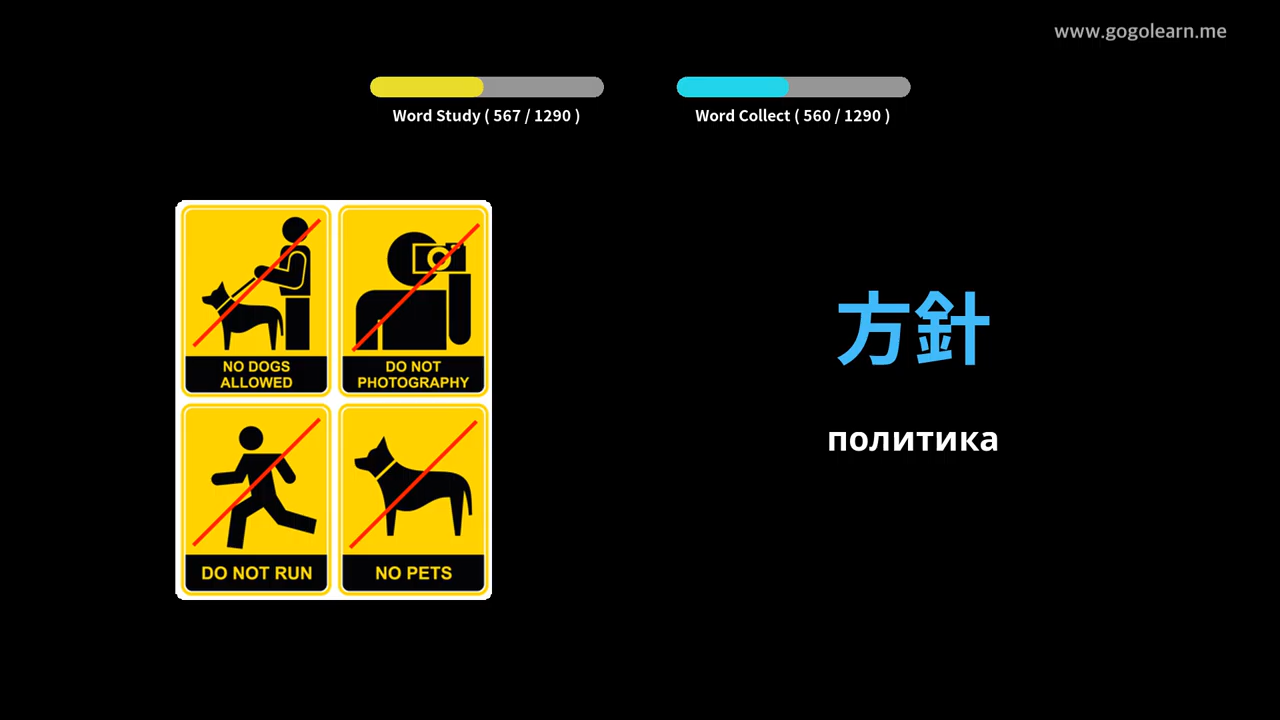 www.gogolearn.me
Word Study ( 567 / 1290 )
Word Collect ( 560 / 1290 )
NO DOGS
ALLOWED
DO NOT
PHOTOGRAPHY
DO NOT RUN
NO PETS
方針
политика